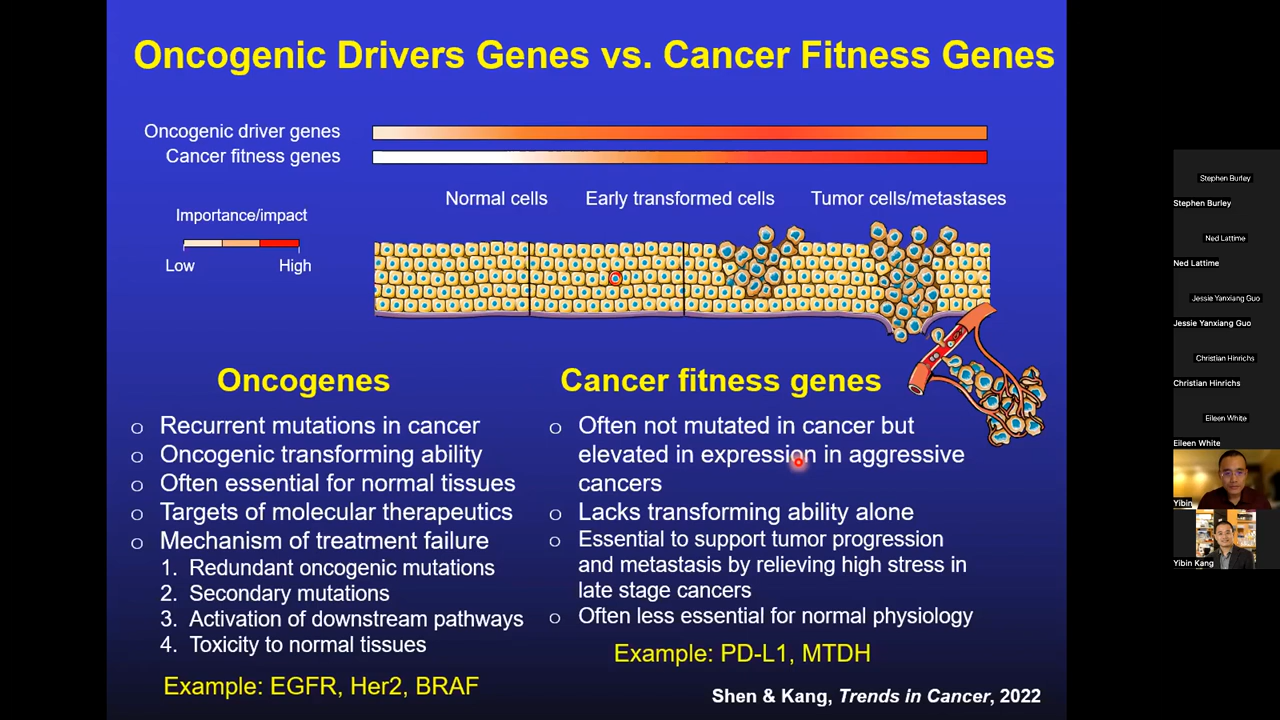 Oncogenic Drivers Genes vs. Cancer Fitness Genes
Oncogenic driver genes
Cancer fitness genes
Normal cells
Early transformed cells
Tumor cells/metastases
Importance/impact
Low
High
Oncogenes
o Recurrent mutations in cancer
o Oncogenic transforming ability
o Often essential for normal tissues
o Targets of molecular therapeutics
o Mechanism of treatment failure
1. Redundant oncogenic mutations
2. Secondary mutations
3. Activation of downstream pathways
4. Toxicity to normal tissues
Example: EGFR, Her2, BRAF
Cancer fitness genes
o Often not mutated in cancer but
elevated in expression in aggressive
cancers
o Lacks transforming ability alone
o Essential to support tumor progression
and metastasis by relieving high stress in
late stage cancers
o Often less essential for normal physiology
Example: PD-L1, MTDH
Shen & Kang, Trends in Cancer, 2022
Stephen Burley
Stephen Burley
Ned Lattime
Ned Lattime
Jessie Yanxiang Guo
Jessie Yanxiang Guo
Christian Hinrichs
Christian Hinrichs
Eileen White
Eileen White
Yibin
Yibin Kang